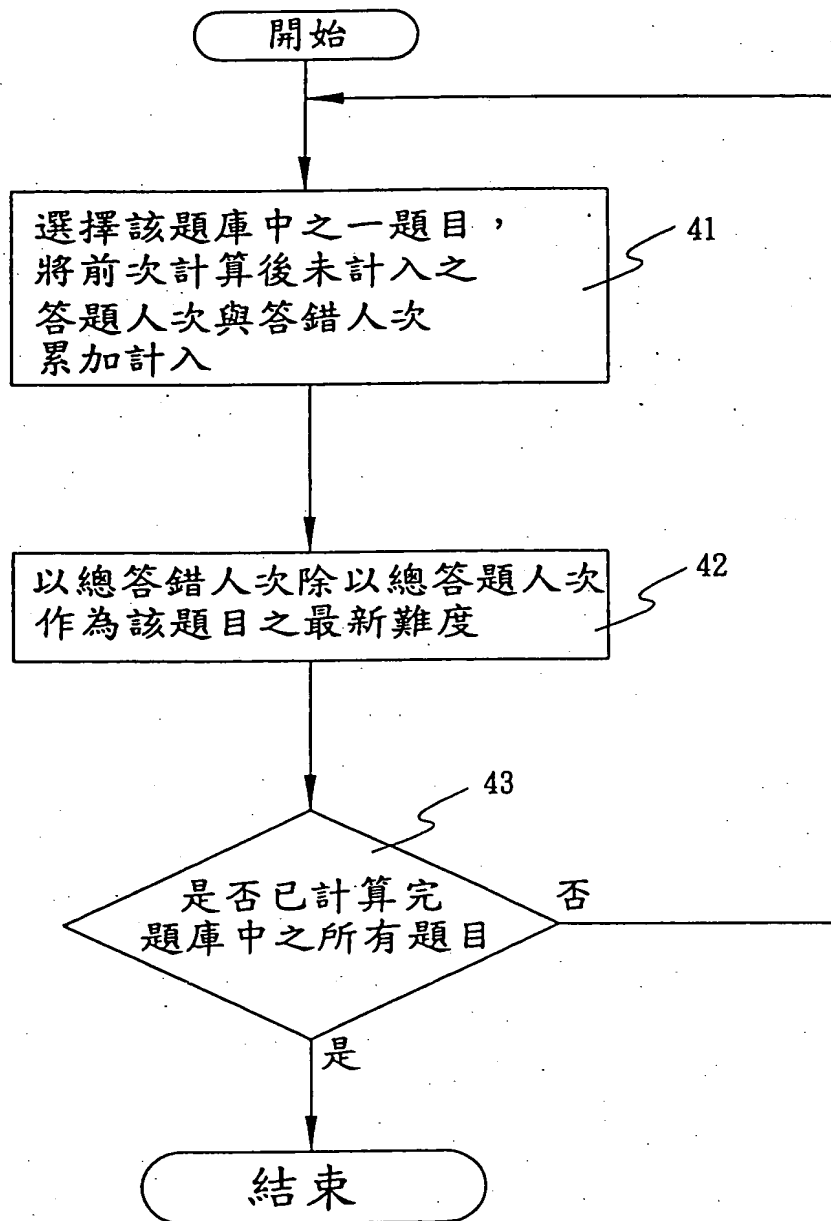 開始
選擇該題庫中之一題目，
將前次計算後未計入之
答題人次與答錯人次
累加計入
41
以總答錯人次除以總答題人次
作為該題目之最新難度
42
43
是否已計算完
題庫中之所有題目
否
是
結束